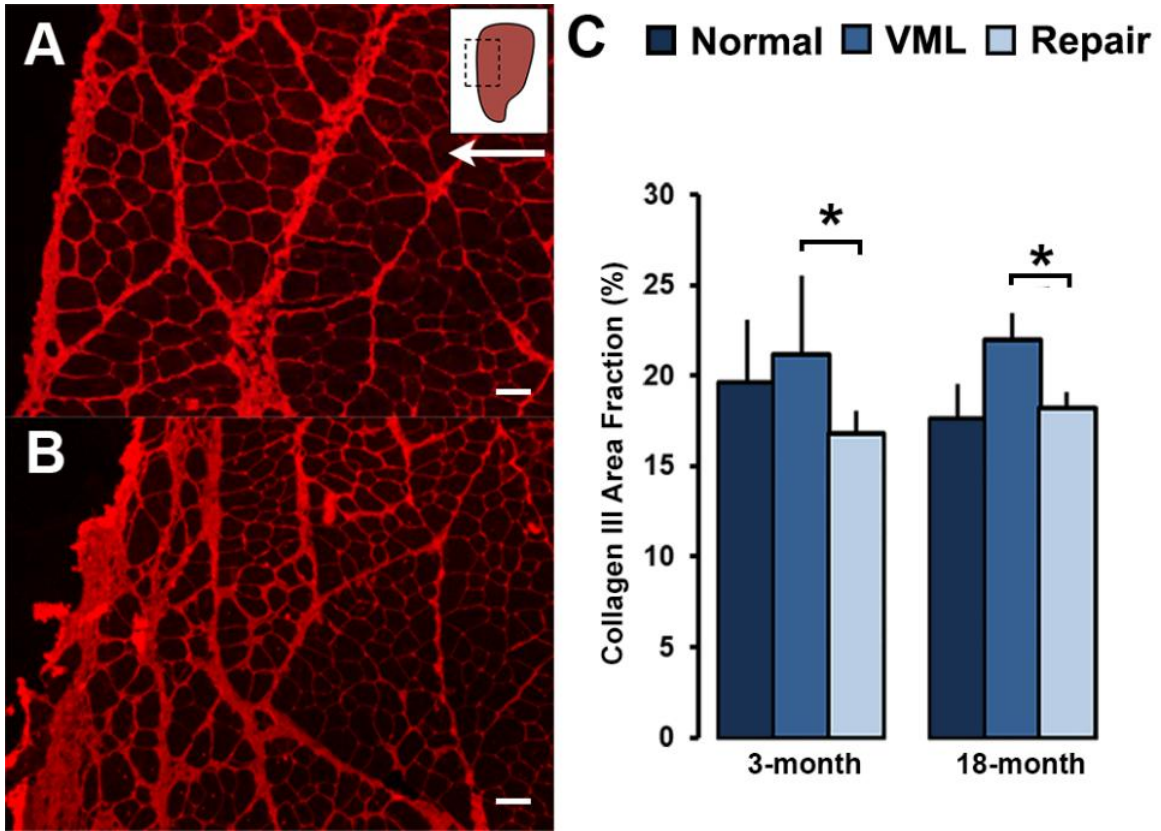 A
B
C
Normal VML Repair
Collagen III Area Fraction (%)
30
25
20
15
10
5
0
*
*
3-month
18-month